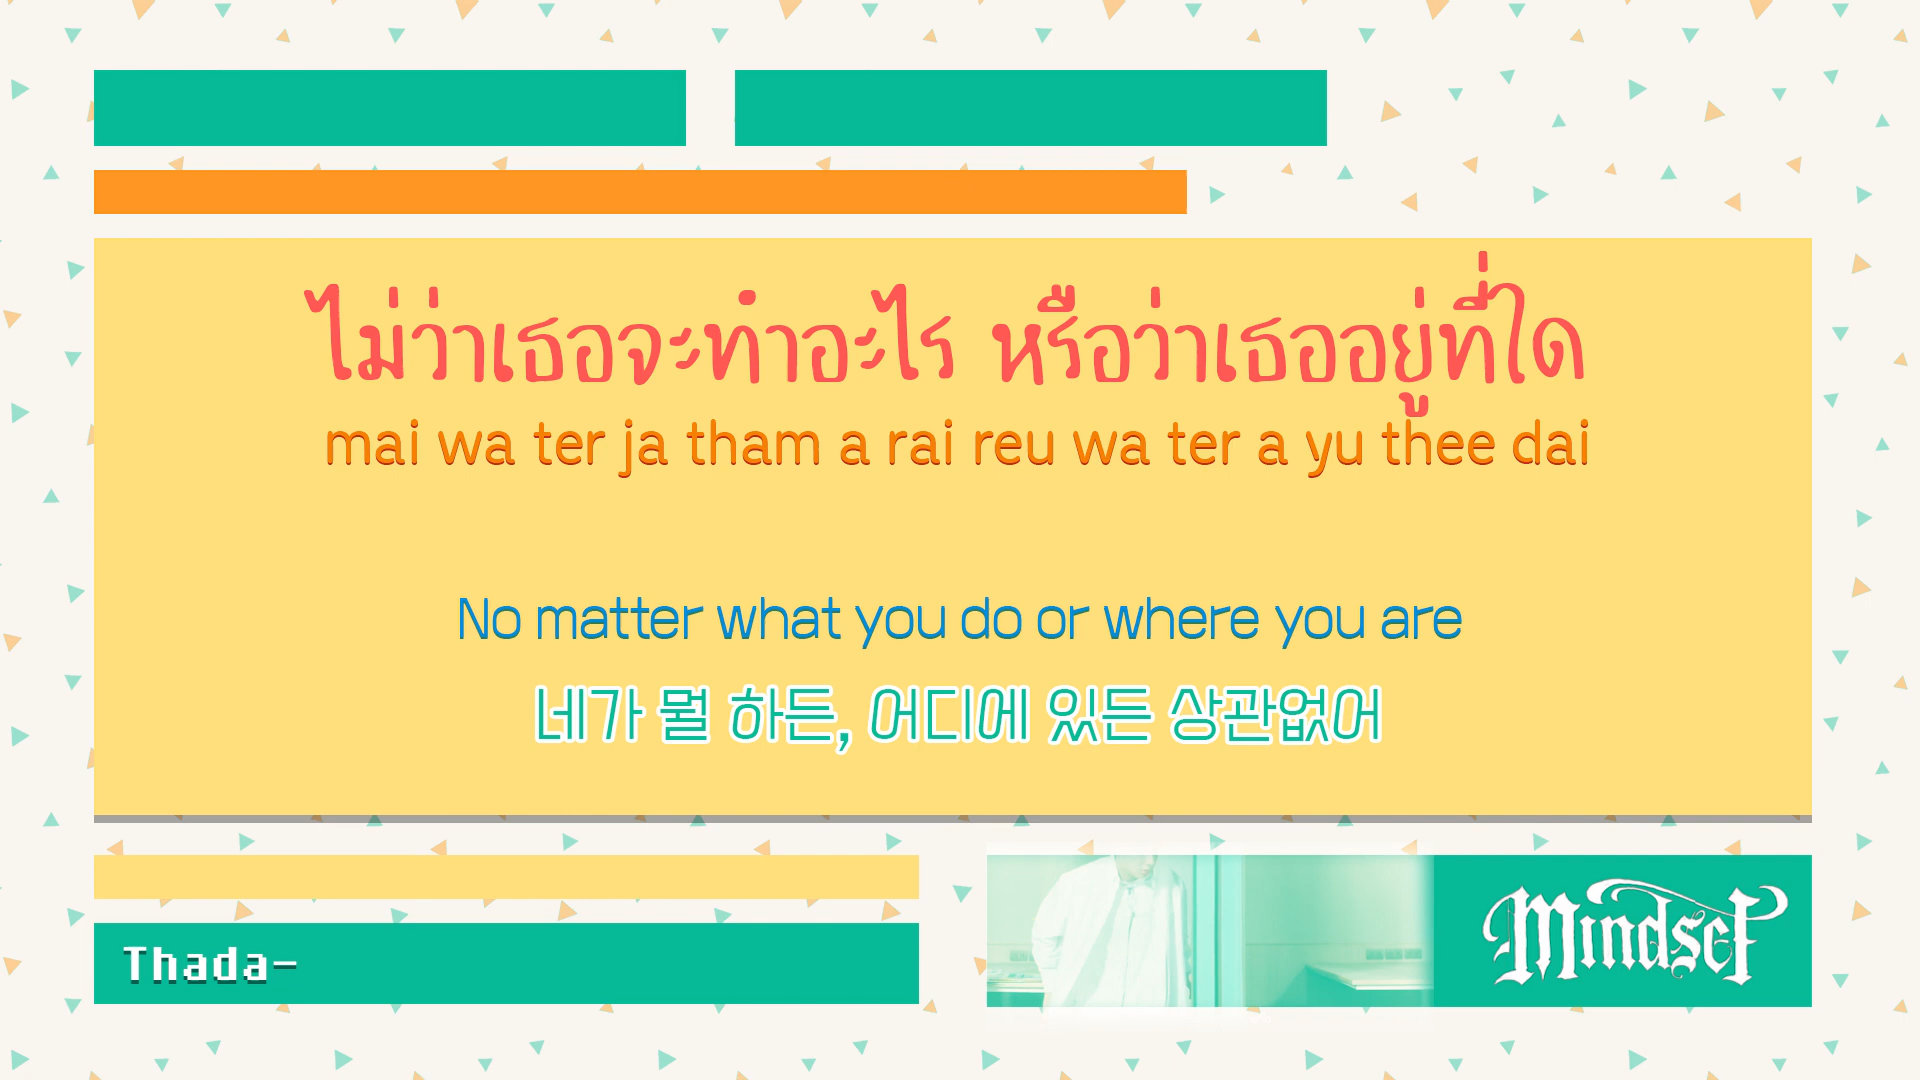 ไม่ว่าเธอจะทำอะไร หรือว่าเธออยู่ที่ใด
mai wa ter ja tham a rai reu wa ter a yu thee dai
No matter what you do or where you are
네가 뭘 하든, 어디에 있든 상관없어
Thada-
Mindset